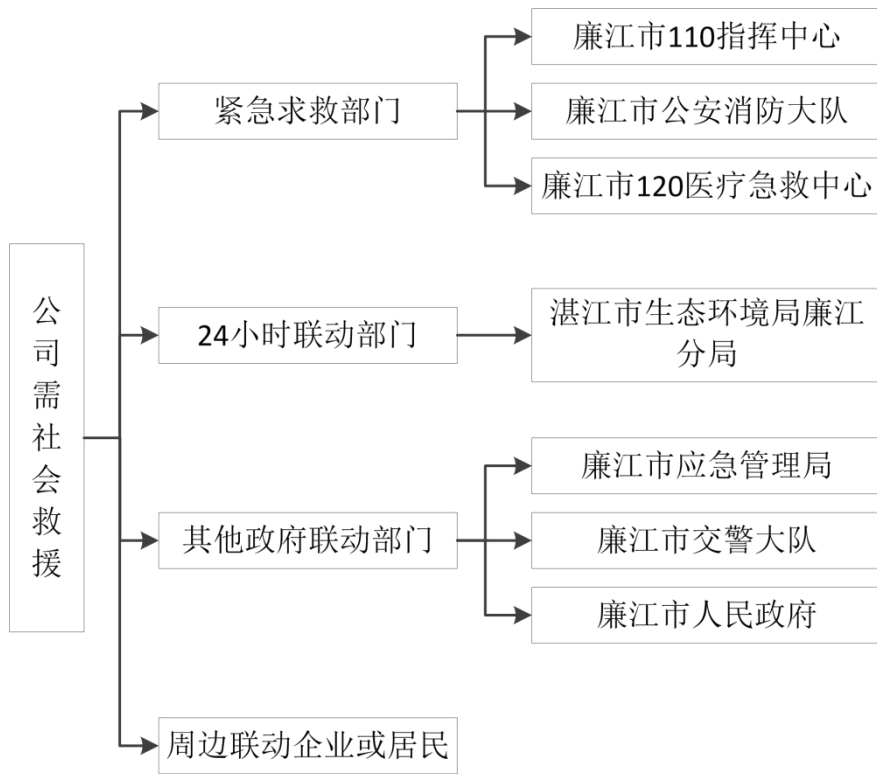 公司需社会救援
紧急求救部门
廉江市110指挥中心
廉江市公安消防大队
廉江市120医疗急救中心
24小时联动部门
湛江市生态环境局廉江
分局
其他政府联动部门
廉江市应急管理局
廉江市交警大队
廉江市人民政府
周边联动企业或居民